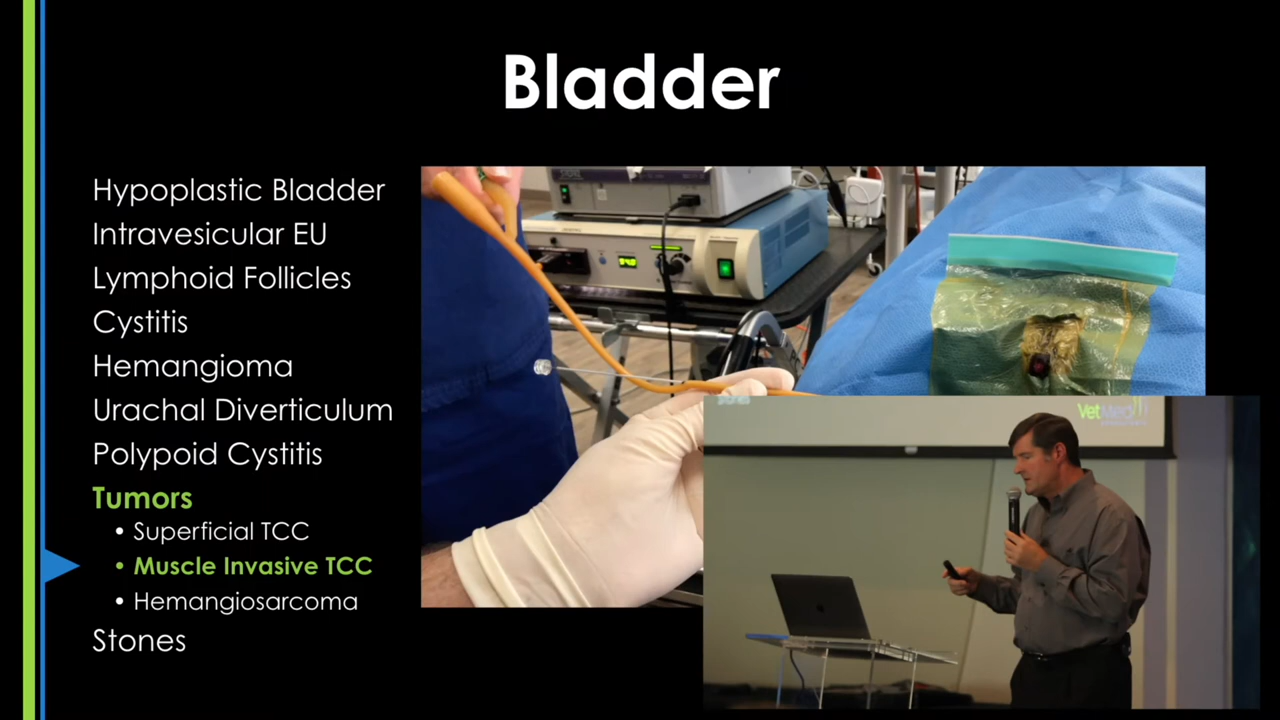 Bladder
Hypoplastic Bladder
Intravesicular EU
Lymphoid Follicles
Cystitis
Hemangioma
Urachal Diverticulum
Polypoid Cystitis
Tumors
• Superficial TCC
• Muscle Invasive TCC
• Hemangiosarcoma
Stones
VetMed